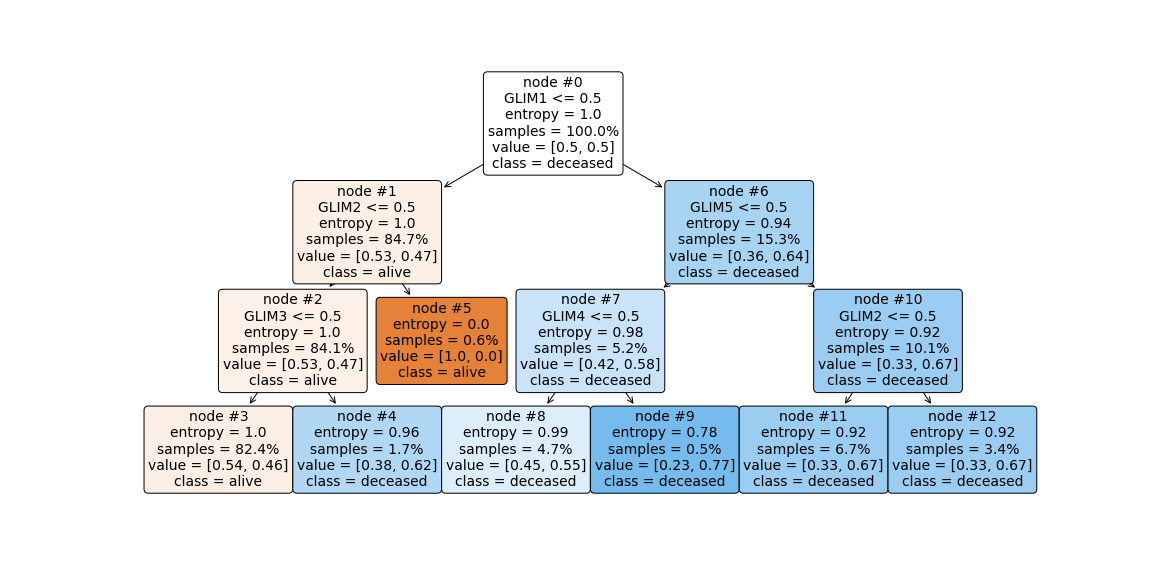 node #0
GLIM1 <= 0.5
entropy = 1.0
samples = 100.0%
value = [0.5, 0.5]
class = deceased
node #1
GLIM2 <= 0.5
entropy = 1.0
samples = 84.7%
value = [0.53, 0.47]
class = alive
node #6
GLIM5 <= 0.5
entropy = 0.94
samples = 15.3%
value = [0.36, 0.64]
class = deceased
node #2
GLIM3 <= 0.5
entropy = 1.0
samples = 84.1%
value = [0.53, 0.47]
class = alive
node #5
entropy = 0.0
samples = 0.6%
value = [1.0, 0.0]
class = alive
node #7
GLIM4 <= 0.5
entropy = 0.98
samples = 5.2%
value = [0.42, 0.58]
class = deceased
node #10
GLIM2 <= 0.5
entropy = 0.92
samples = 10.1%
value = [0.33, 0.67]
class = deceased
node #3
entropy = 1.0
samples = 82.4%
value = [0.54, 0.46]
class = alive
node #4
entropy = 0.96
samples = 1.7%
value = [0.38, 0.62]
class = deceased
node #8
entropy = 0.99
samples = 4.7%
value = [0.45, 0.55]
class = deceased
node #9
entropy = 0.78
samples = 0.5%
value = [0.23, 0.77]
class = deceased
node #11
entropy = 0.92
samples = 6.7%
value = [0.33, 0.67]
class = deceased
node #12
entropy = 0.92
samples = 3.4%
value = [0.33, 0.67]
class = deceased